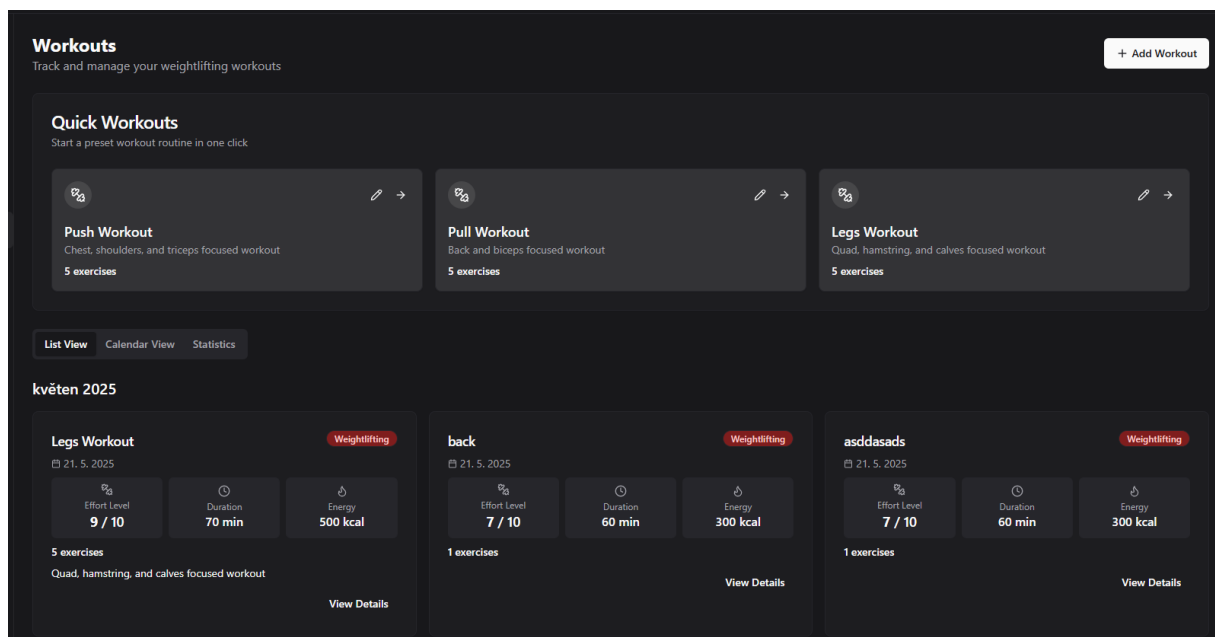 Workouts
Track and manage your weightlifting workouts
+ Add Workout
Quick Workouts
Start a preset workout routine in one click
Push Workout
Chest, shoulders, and triceps focused workout
5 exercises
Pull Workout
Back and biceps focused workout
5 exercises
Legs Workout
Quad, hamstring, and calves focused workout
5 exercises
List View
Calendar View
Statistics
květen 2025
Legs Workout
Weightlifting
21. 5. 2025
Effort Level
9 / 10
Duration
70 min
Energy
500 kcal
5 exercises
Quad, hamstring, and calves focused workout
View Details
back
Weightlifting
21. 5. 2025
Effort Level
7 / 10
Duration
60 min
Energy
300 kcal
1 exercises
View Details
asddasads
Weightlifting
21. 5. 2025
Effort Level
7 / 10
Duration
60 min
Energy
300 kcal
1 exercises
View Details